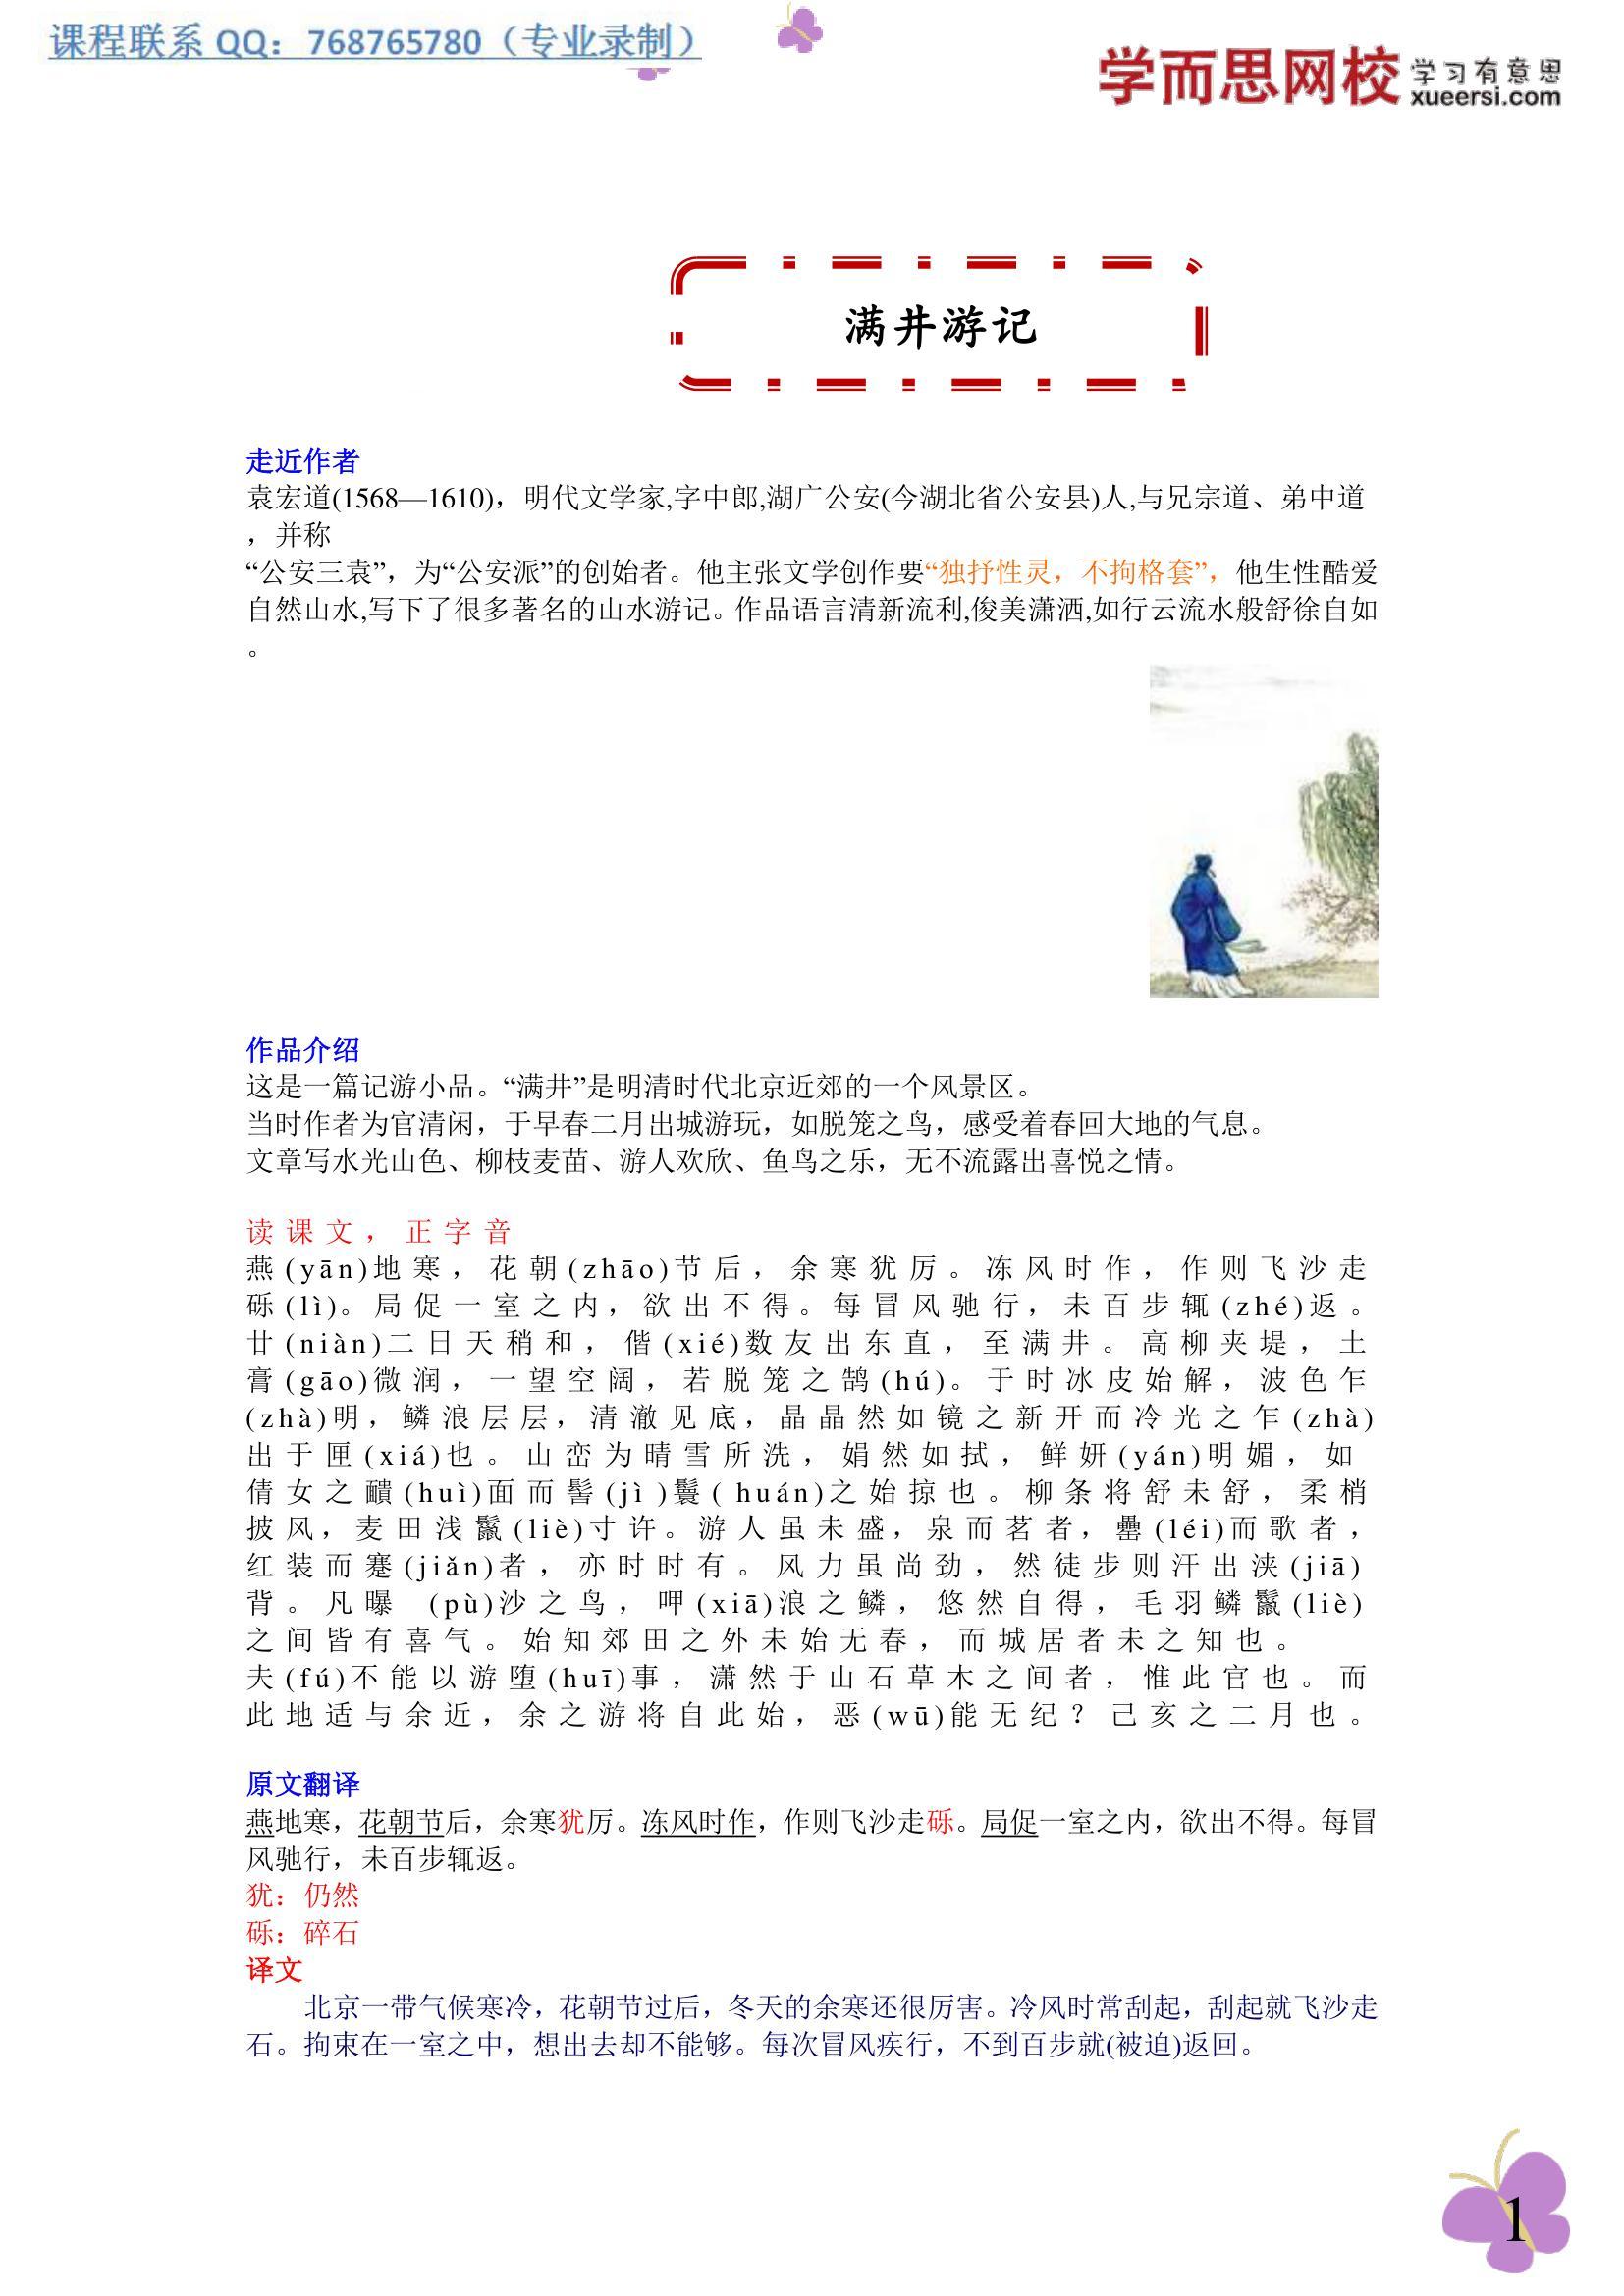 课程联系 QQ：768765780（专业录制）
学而思网校 学习有意思
xueersi.com
满井游记
走近作者
袁宏道(1568—1610)，明代文学家,字中郎,湖广公安(今湖北省公安县)人,与兄宗道、弟中道
，并称
“公安三袁”，为“公安派”的创始者。他主张文学创作要“独抒性灵，不拘格套”，他生性酷爱
自然山水,写下了很多著名的山水游记。作品语言清新流利,俊美潇洒,如行云流水般舒徐自如
。
作品介绍
这是一篇记游小品。“满井”是明清时代北京近郊的一个风景区。
当时作者为官清闲，于早春二月出城游玩，如脱笼之鸟，感受着春回大地的气息。
文章写水光山色、柳枝麦苗、游人欢欣、鱼鸟之乐，无不流露出喜悦之情。
读课文，正字音
燕(yān)地寒，花朝(zhāo)节后，余寒犹厉。冻风时作，作则飞沙走
砾(lì)。局促一室之内，欲出不得。每冒风驰行，未百步辄(zhé)返。
廿(niàn)二日天稍和，偕(xié)数友出东直，至满井。高柳夹堤，土
膏(gāo)微润，一望空阔，若脱笼之鹄(hú)。于时冰皮始解，波色乍
(zhà)明，鳞浪层层，清澈见底，晶晶然如镜之新开而冷光之乍(zhà)
出于匣(xiá)也。山峦为晴雪所洗，娟然如拭，鲜妍(yán)明媚，如
倩女之靧(huì)面而髻(jì )鬟( huán)之始掠也。柳条将舒未舒，柔梢
披风，麦田浅鬣(liè)寸许。游人虽未盛，泉而茗者，罍(léi)而歌者，
红装而蹇(jiǎn)者，亦时时有。风力虽尚劲，然徒步则汗出浃(jiā)
背。凡曝 (pù)沙之鸟，呷(xiā)浪之鳞，悠然自得，毛羽鳞鬣(liè)
之间皆有喜气。始知郊田之外未始无春，而城居者未之知也。
夫(fú)不能以游堕(huī)事，潇然于山石草木之间者，惟此官也。而
此地适与余近，余之游将自此始，恶(wū)能无纪？己亥之二月也。
原文翻译
燕地寒，花朝节后，余寒犹厉。冻风时作，作则飞沙走砾。局促一室之内，欲出不得。每冒
风驰行，未百步辄返。
犹：仍然
砾：碎石
译文
北京一带气候寒冷，花朝节过后，冬天的余寒还很厉害。冷风时常刮起，刮起就飞沙走
石。拘束在一室之中，想出去却不能够。每次冒风疾行，不到百步就(被迫)返回。
1